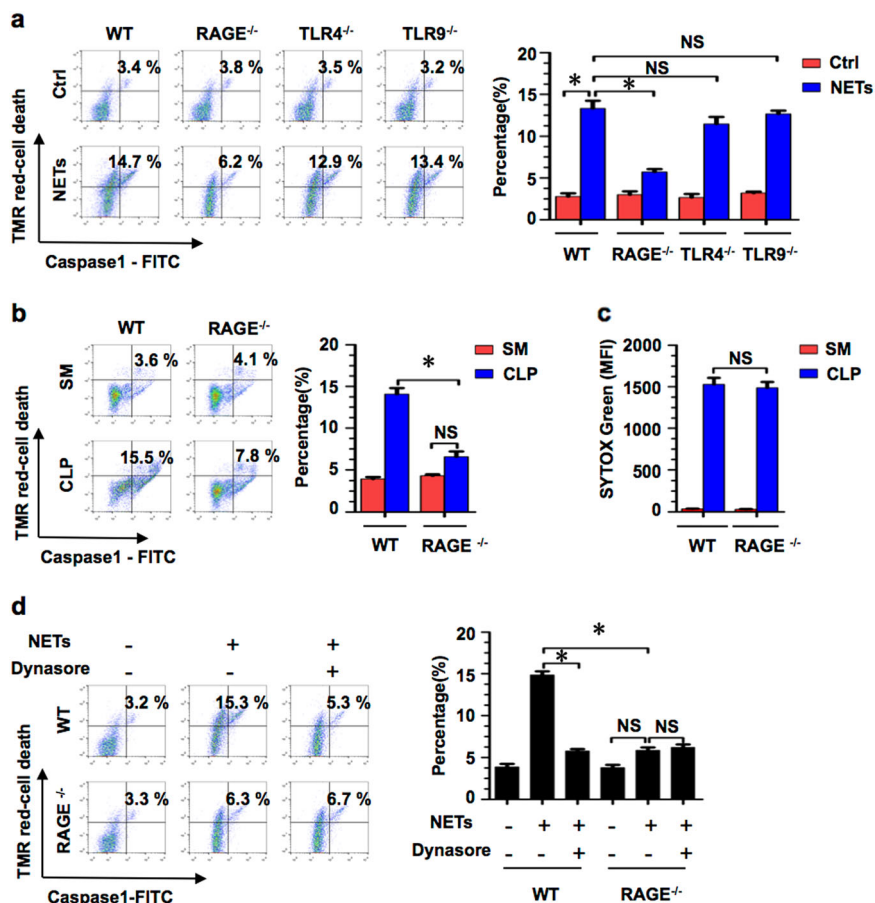 a
WT RAGE-/- TLR4-/- TLR9-/-
Ctrl
3.4 % 3.8 % 3.5 % 3.2 %
NETs
14.7 % 6.2 % 12.9 % 13.4 %
TMR red-cell death
Caspase1 - FITC
NS
NS
* *
Ctrl
NETs
Percentage(%)
20
15
10
5
0
WT RAGE-/- TLR4-/- TLR9-/-
b
WT RAGE-/-
SM
3.6 % 4.1 %
CLP
15.5 % 7.8 %
TMR red-cell death
Caspase1 - FITC
SM
CLP
*
NS
Percentage(%)
20
15
10
5
0
WT RAGE -/-
c
SM
CLP
NS
SYTOX Green (MFI)
2000
1500
1000
500
0
WT RAGE -/-
d
NETs - + +
Dynasore - - +
WT
3.2 % 15.3 % 5.3 %
RAGE -/-
3.3 % 6.3 % 6.7 %
TMR red-cell death
Caspase1-FITC
*
*
NS NS
Percentage(%)
20
15
10
5
0
NETs - + + - + +
Dynasore - - + - - +
WT RAGE-/-